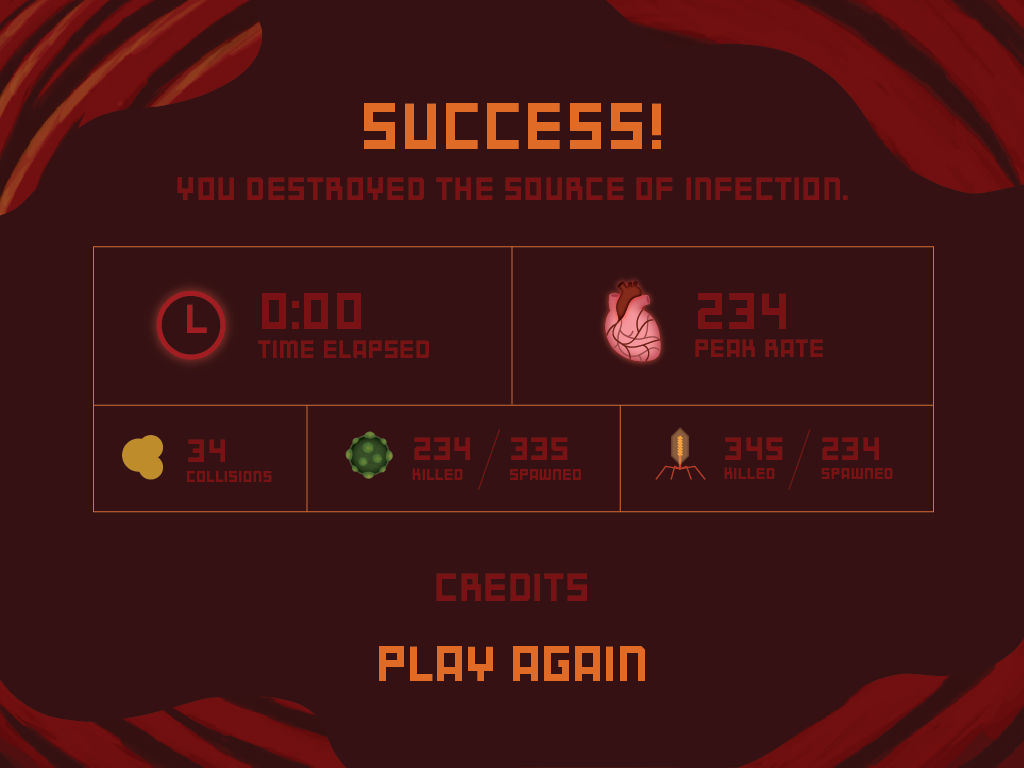 SUCCESS!
YOU DESTROYED THE SOURCE OF INFECTION.
0:00
TIME ELAPSED
234
PEAK RATE
34
COLLISIONS
234 / 335
KILLED SPAWNED
345 / 234
KILLED SPAWNED
CREDITS
PLAY AGAIN